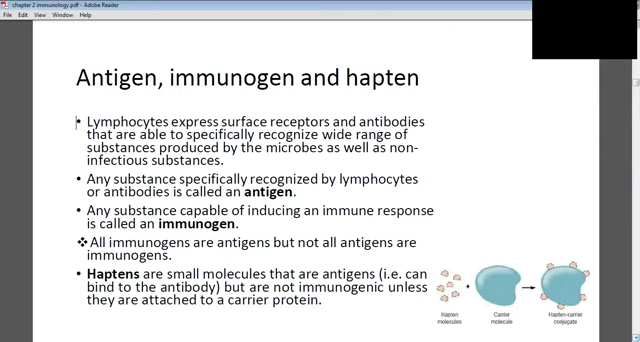 chapter 2 immunology.pdf - Adobe Reader
File Edit View Window Help
Antigen, immunogen and hapten
• Lymphocytes express surface receptors and antibodies
that are able to specifically recognize wide range of
substances produced by the microbes as well as non-
infectious substances.
• Any substance specifically recognized by lymphocytes
or antibodies is called an antigen.
• Any substance capable of inducing an immune response
is called an immunogen.
❖All immunogens are antigens but not all antigens are
immunogens.
• Haptens are small molecules that are antigens (i.e. can
bind to the antibody) but are not immunogenic unless
they are attached to a carrier protein.
+
Hapten
molecules
Carrier
molecule
Hapten-carrier
conjugate